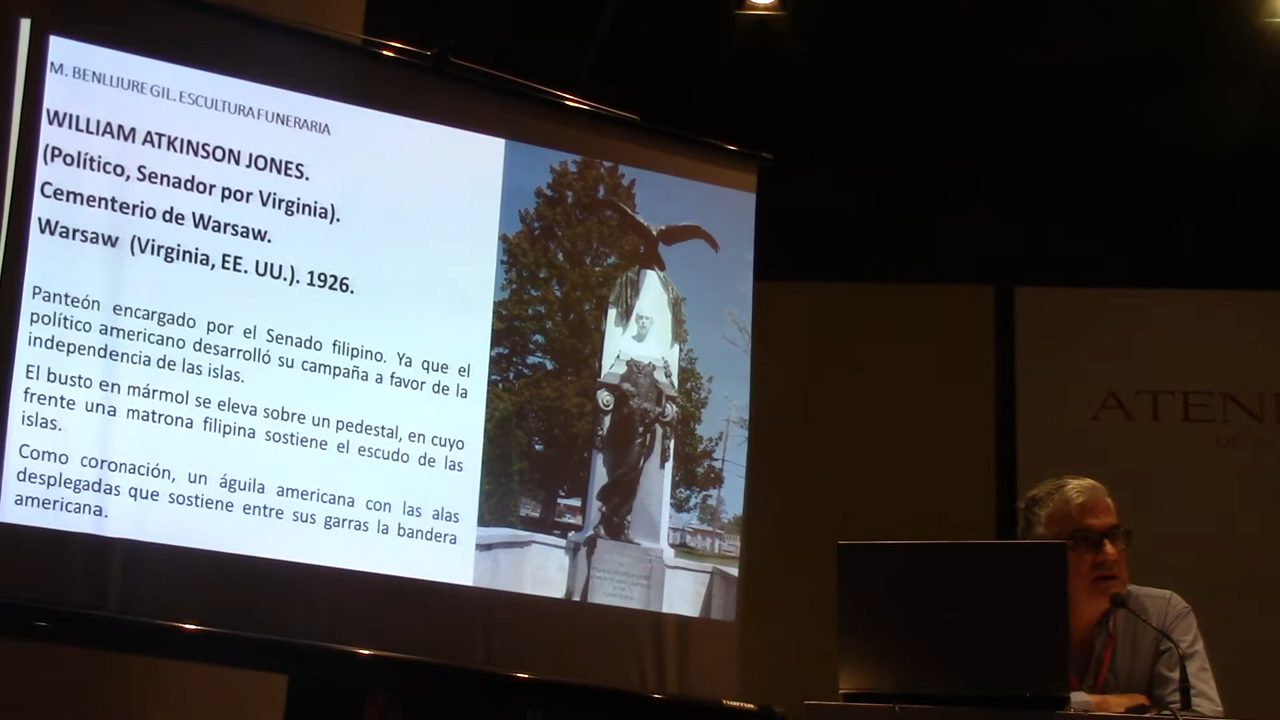 M. BENLLIURE GIL. ESCULTURA FUNERARIA
WILLIAM ATKINSON JONES.
(Político, Senador por Virginia).
Cementerio de Warsaw.
Warsaw (Virginia, EE. UU.). 1926.
Panteón encargado por el Senado filipino. Ya que el
político americano desarrolló su campaña a favor de la
independencia de las islas.
El busto en mármol se eleva sobre un pedestal, en cuyo
frente una matrona filipina sostiene el escudo de las
islas.
Como coronación, un águila americana con las alas
desplegadas que sostiene entre sus garras la bandera
americana.
ATEN
hama